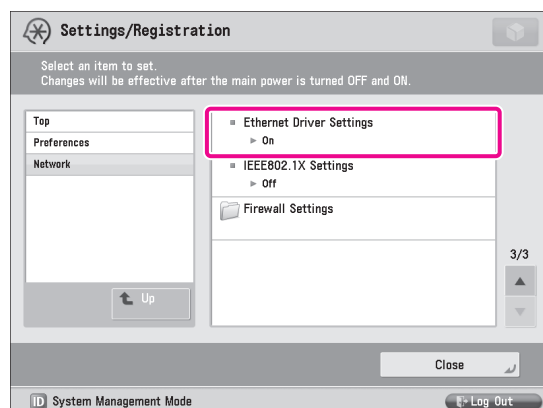 Settings/Registration
Select an item to set.
Changes will be effective after the main power is turned OFF and ON.
Top
Preferences
Network
Up
Ethernet Driver Settings
On
IEEE802.1X Settings
Off
Firewall Settings
3/3
Close
ID System Management Mode
Log Out